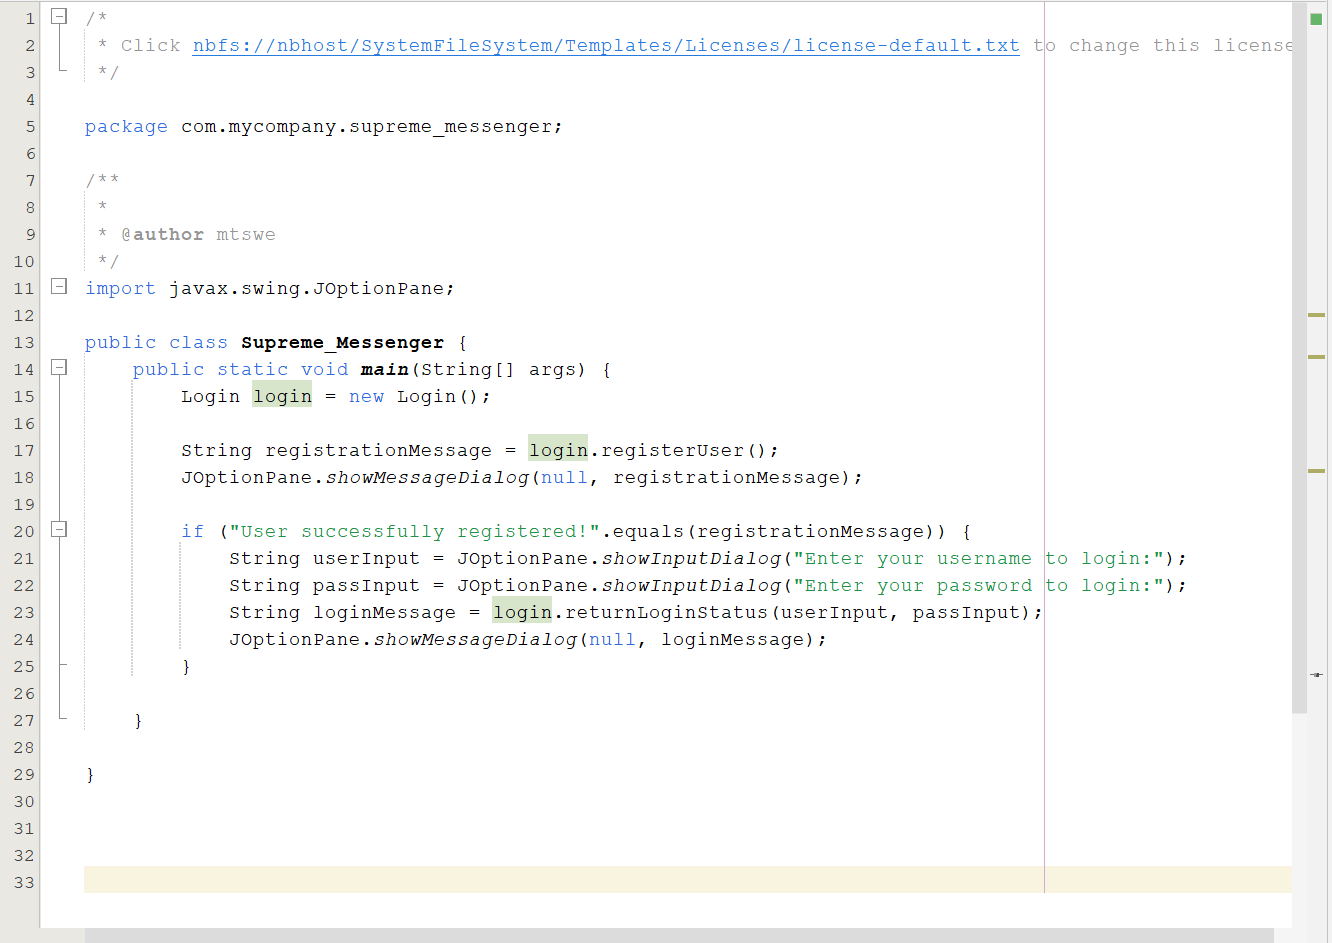 1 /*
2  * Click nbfs://nbhost/SystemFileSystem/Templates/Licenses/license-default.txt to change this license
3  */
4
5 package com.mycompany.supreme_messenger;
6
7 /**
8  *
9  * @author mtswe
10  */
11 import javax.swing.JOptionPane;
12
13 public class Supreme_Messenger {
14     public static void main(String[] args) {
15         Login login = new Login();
16
17         String registrationMessage = login.registerUser();
18         JOptionPane.showMessageDialog(null, registrationMessage);
19
20         if ("User successfully registered!".equals(registrationMessage)) {
21             String userInput = JOptionPane.showInputDialog("Enter your username to login:");
22             String passInput = JOptionPane.showInputDialog("Enter your password to login:");
23             String loginMessage = login.returnLoginStatus(userInput, passInput);
24             JOptionPane.showMessageDialog(null, loginMessage);
25         }
26
27     }
28
29 }
30
31
32
33